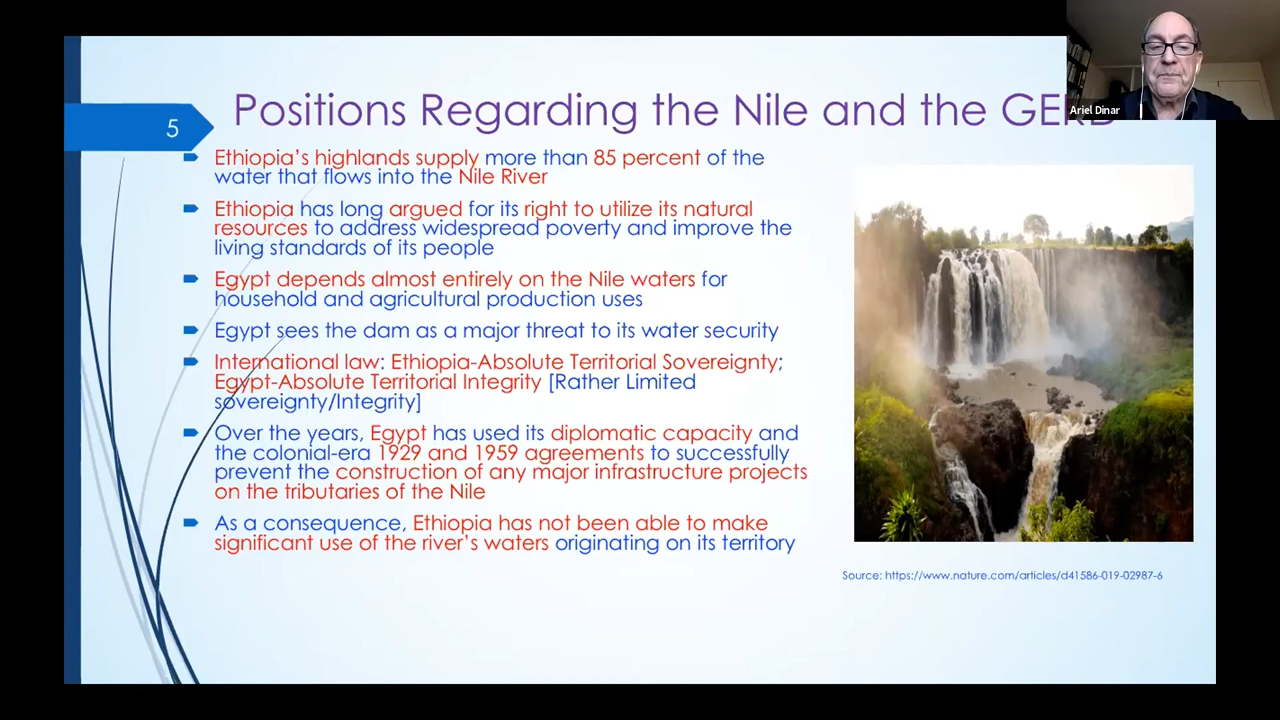 Ariel Dinar
5
Positions Regarding the Nile and the GERD
Ethiopia's highlands supply more than 85 percent of the
water that flows into the Nile River
Ethiopia has long argued for its right to utilize its natural
resources to address widespread poverty and improve the
living standards of its people
Egypt depends almost entirely on the Nile waters for
household and agricultural production uses
Egypt sees the dam as a major threat to its water security
International law: Ethiopia-Absolute Territorial Sovereignty;
Egypt-Absolute Territorial Integrity [Rather Limited
sovereignty/Integrity]
Over the years, Egypt has used its diplomatic capacity and
the colonial-era 1929 and 1959 agreements to successfully
prevent the construction of any major infrastructure projects
on the tributaries of the Nile
As a consequence, Ethiopia has not been able to make
significant use of the river's waters originating on its territory
Source: https://www.nature.com/articles/d41586-019-02987-6